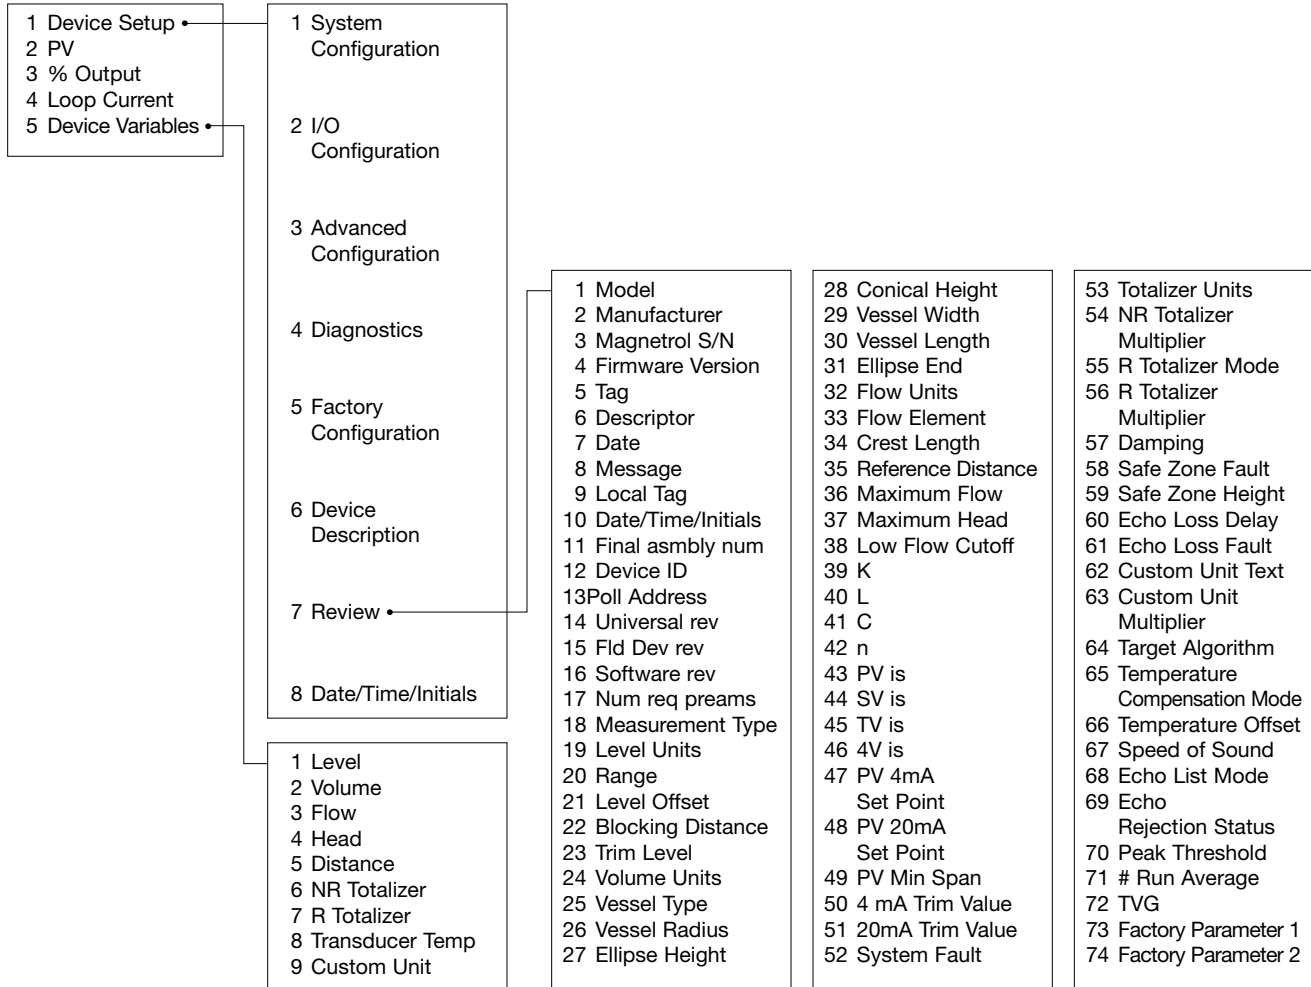 1 Device Setup
2 PV
3 % Output
4 Loop Current
5 Device Variables
1 System
Configuration
2 I/O
Configuration
3 Advanced
Configuration
4 Diagnostics
5 Factory
Configuration
6 Device
Description
7 Review
8 Date/Time/Initials
1 Level
2 Volume
3 Flow
4 Head
5 Distance
6 NR Totalizer
7 R Totalizer
8 Transducer Temp
9 Custom Unit
1 Model
2 Manufacturer
3 Magnetrol S/N
4 Firmware Version
5 Tag
6 Descriptor
7 Date
8 Message
9 Local Tag
10 Date/Time/Initials
11 Final asmbly num
12 Device ID
13Poll Address
14 Universal rev
15 Fld Dev rev
16 Software rev
17 Num req preams
18 Measurement Type
19 Level Units
20 Range
21 Level Offset
22 Blocking Distance
23 Trim Level
24 Volume Units
25 Vessel Type
26 Vessel Radius
27 Ellipse Height
28 Conical Height
29 Vessel Width
30 Vessel Length
31 Ellipse End
32 Flow Units
33 Flow Element
34 Crest Length
35 Reference Distance
36 Maximum Flow
37 Maximum Head
38 Low Flow Cutoff
39 K
40 L
41 C
42 n
43 PV is
44 SV is
45 TV is
46 4V is
47 PV 4mA
Set Point
48 PV 20mA
Set Point
49 PV Min Span
50 4 mA Trim Value
51 20mA Trim Value
52 System Fault
53 Totalizer Units
54 NR Totalizer
Multiplier
55 R Totalizer Mode
56 R Totalizer
Multiplier
57 Damping
58 Safe Zone Fault
59 Safe Zone Height
60 Echo Loss Delay
61 Echo Loss Fault
62 Custom Unit Text
63 Custom Unit
Multiplier
64 Target Algorithm
65 Temperature
Compensation Mode
66 Temperature Offset
67 Speed of Sound
68 Echo List Mode
69 Echo
Rejection Status
70 Peak Threshold
71 # Run Average
72 TVG
73 Factory Parameter 1
74 Factory Parameter 2